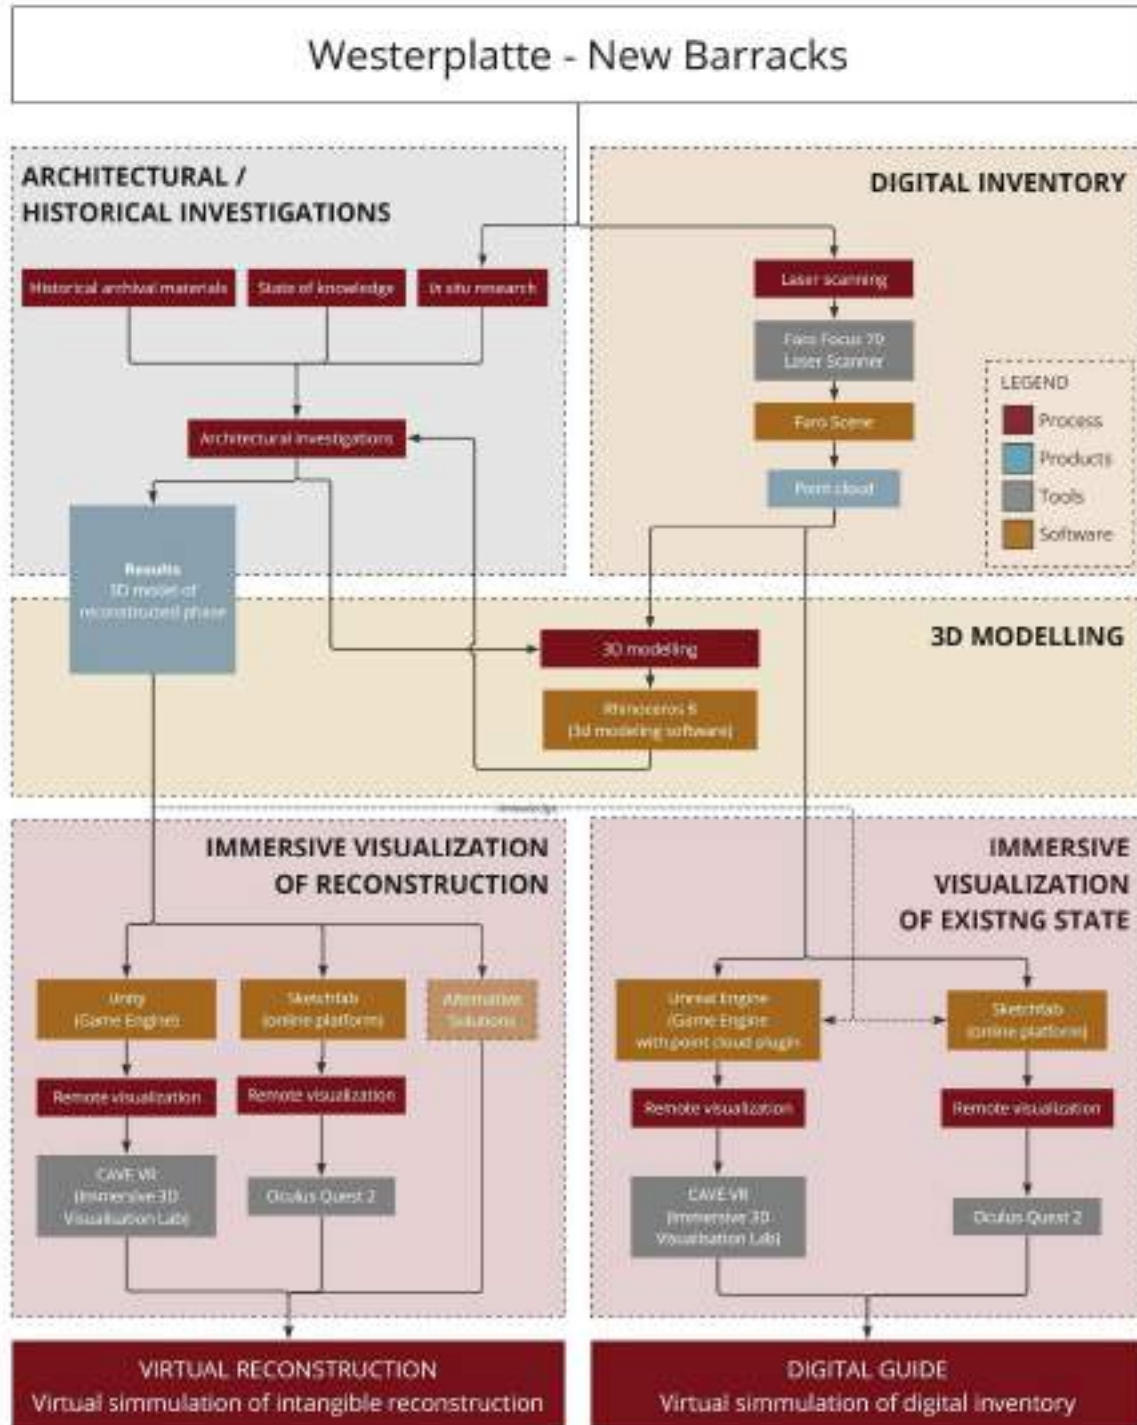 Westerplatte - New Barracks
ARCHITECTURAL /
HISTORICAL INVESTIGATIONS
Historical archival materials
State of knowledge
In situ research
Architectural investigations
Results
3D model of
reconstructed phase
DIGITAL INVENTORY
Laser scanning
Faro Focus 70
Laser Scanner
Faro Scene
Point cloud
LEGEND
Process
Products
Tools
Software
3D MODELLING
3D modelling
Rhinoceros
(3d modeling software)
IMMERSIVE VISUALIZATION
OF RECONSTRUCTION
Unity
(Game Engine)
Sketchfab
(online platform)
Alternative
Solutions
Remote visualization
Remote visualization
CAVE VR
(Immersive 3D
Visualisation Lab)
Oculus Quest 2
IMMERSIVE
VISUALIZATION
OF EXISTNG STATE
Unreal Engine
(Game Engine
with point cloud plugin
Sketchfab
(online platform)
Remote visualization
Remote visualization
CAVE VR
(Immersive 3D
Visualisation Lab)
Oculus Quest 2
VIRTUAL RECONSTRUCTION
Virtual simmulation of intangible reconstruction
DIGITAL GUIDE
Virtual simmulation of digital inventory